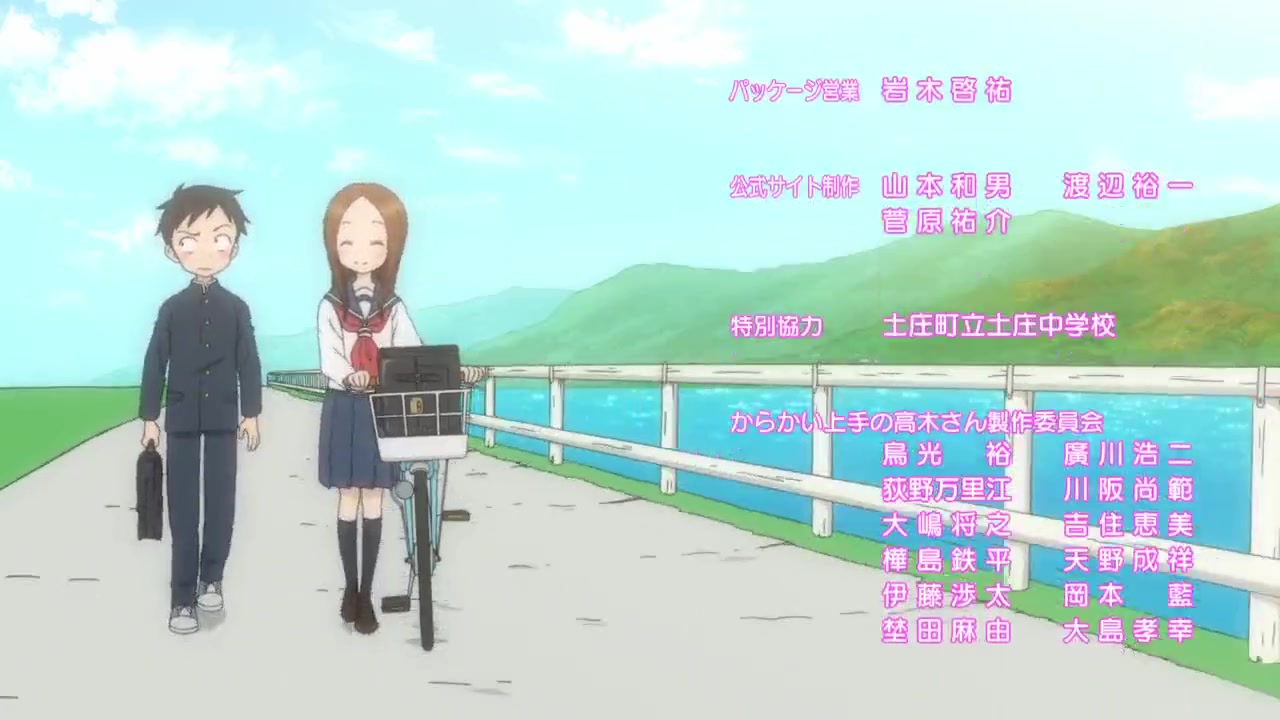 パッケージ営業 岩木啓祐
公式サイト制作 山本和男 渡辺裕一
菅原祐介
特別協力 土庄町立土庄中学校
からかい上手の高木さん製作委員会
鳥光 裕 廣川浩二
荻野万里江 川阪尚範
大嶋将之 吉住恵美
樺島鉄平 天野成祥
伊藤渉太 岡本 藍
埜田麻由 大島孝幸